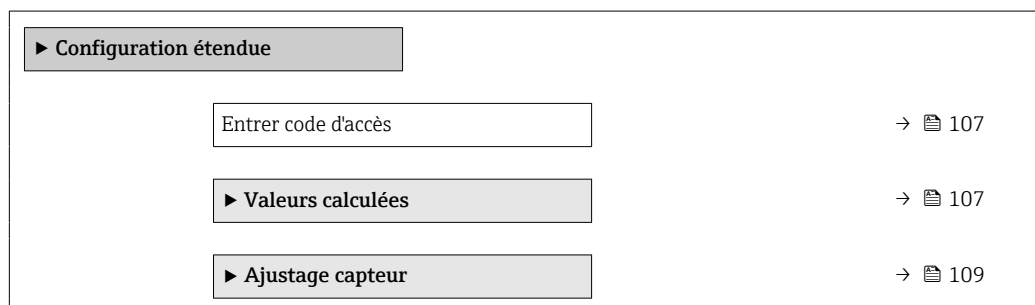 ▶ Configuration étendue
Entrer code d'accès → 107
▶ Valeurs calculées → 107
▶ Ajustage capteur → 109